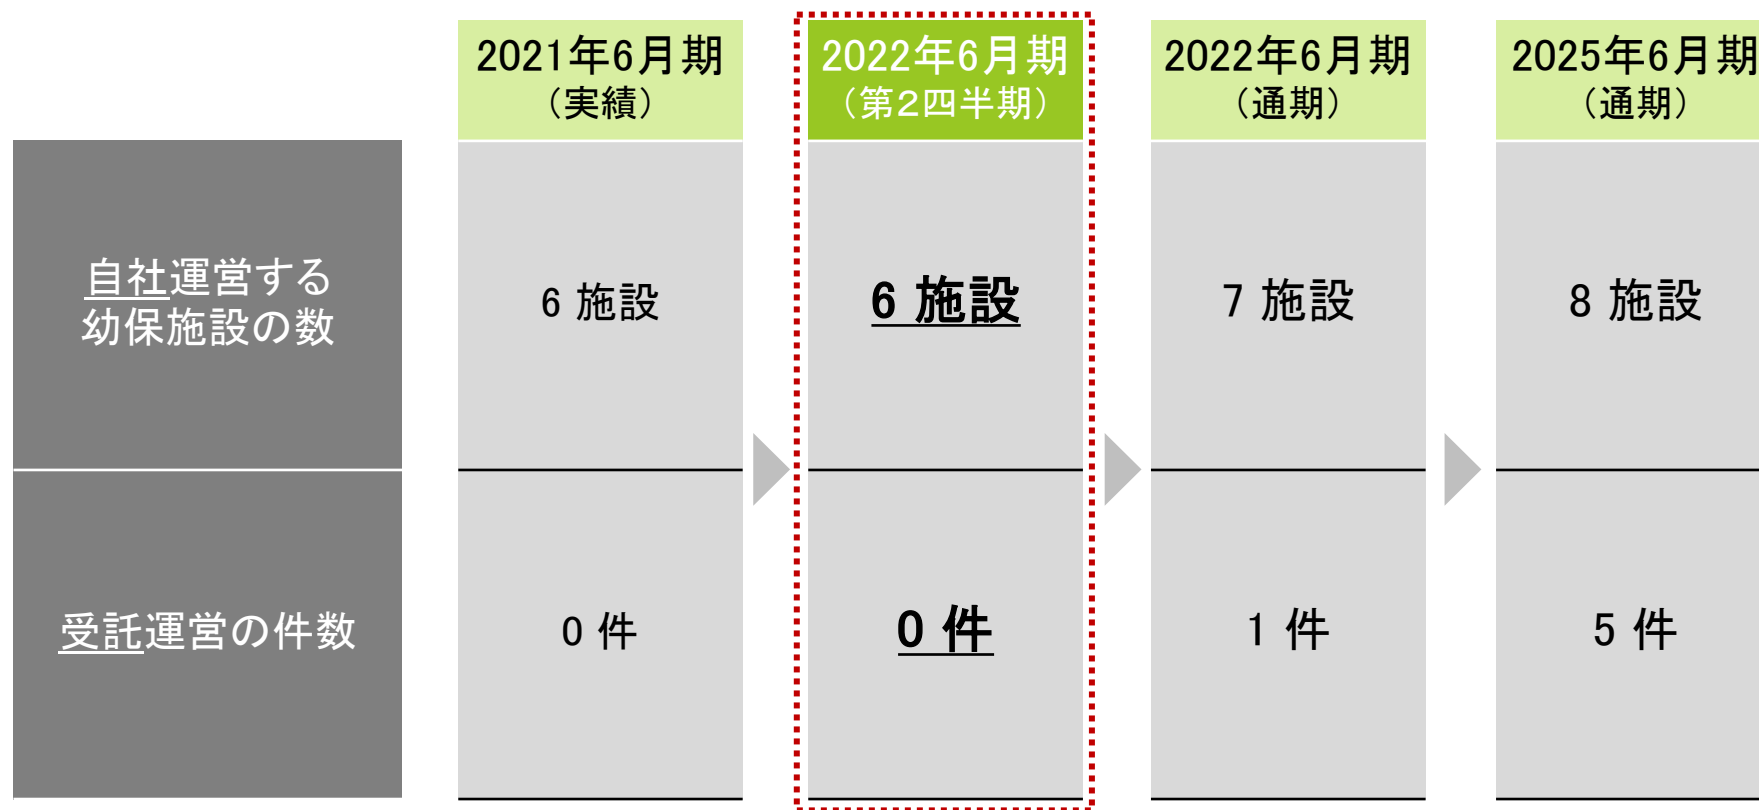 2021年6月期
（実績）
2022年6月期
（第２四半期）
2022年6月期
（通期）
2025年6月期
（通期）
自社運営する
幼保施設の数
6 施設
6 施設
7 施設
8 施設
受託運営の件数
0 件
0 件
1 件
5 件